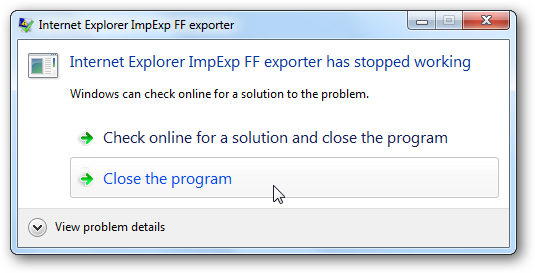 Internet Explorer ImpExp FF exporter
Internet Explorer ImpExp FF exporter has stopped working
Windows can check online for a solution to the problem.
Check online for a solution and close the program
Close the program
View problem details